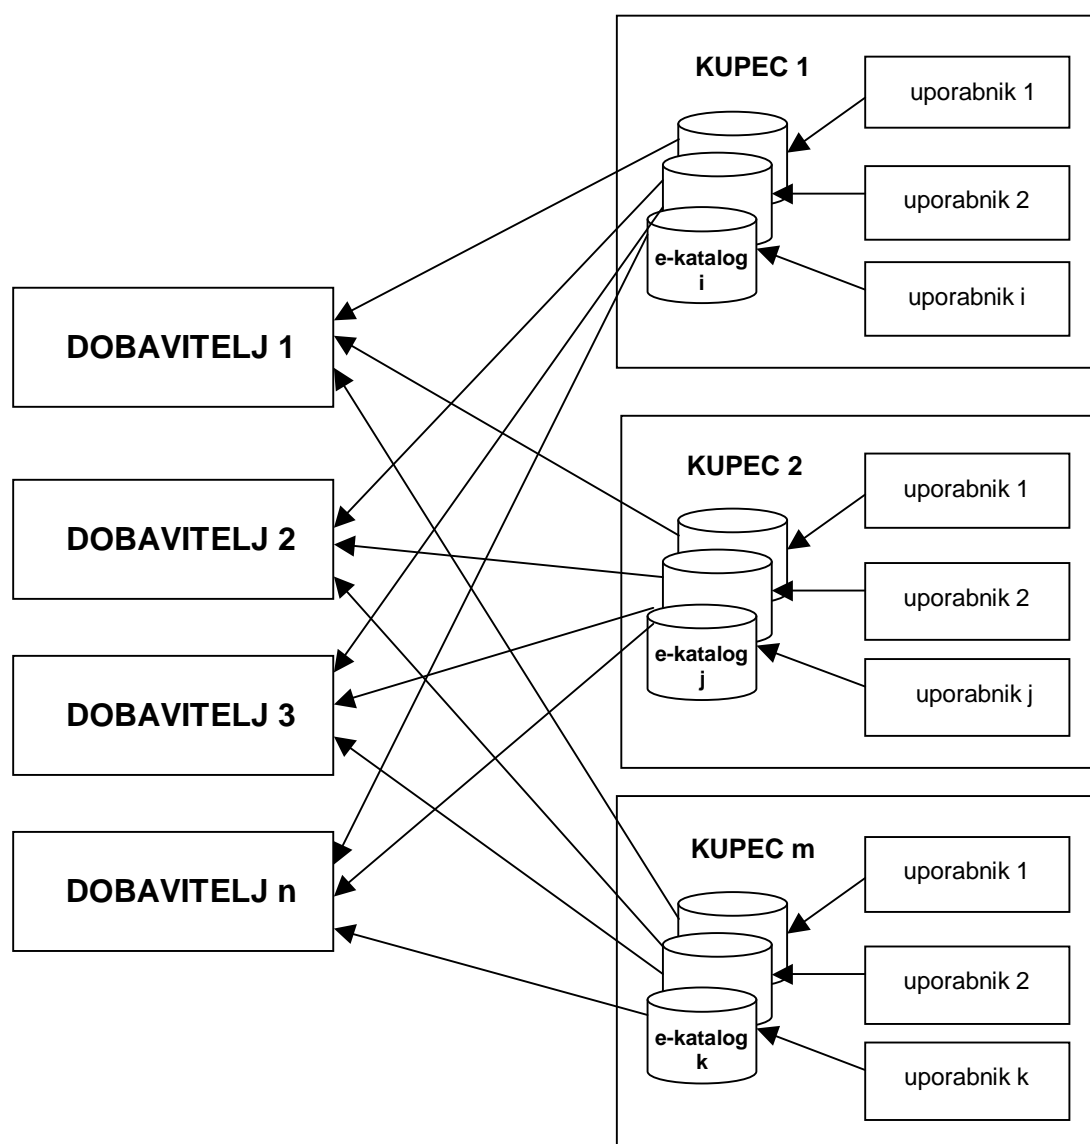 DOBAVITELJ 1
DOBAVITELJ 2
DOBAVITELJ 3
DOBAVITELJ n
KUPEC 1
e-katalog
i
uporabnik 1
uporabnik 2
uporabnik i
KUPEC 2
e-katalog
j
uporabnik 1
uporabnik 2
uporabnik j
KUPEC m
e-katalog
k
uporabnik 1
uporabnik 2
uporabnik k